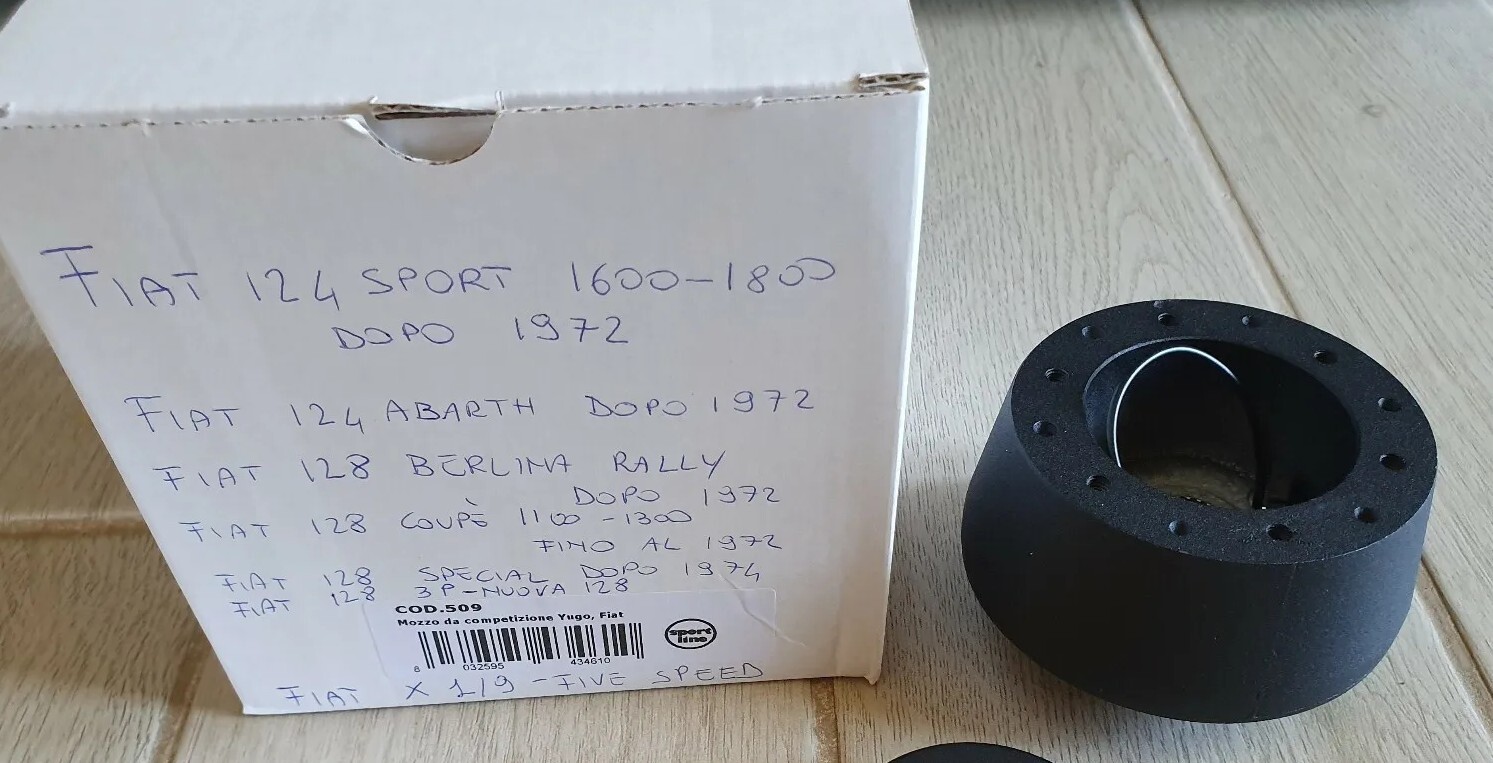 FIAT 124 SPORT 1600-1800
DOPO 1972
FIAT 124 ABARTH DOPO 1972
FIAT 128 BERLINA RALLY
DOPO 1972
FIAT 128 COUPÈ 1100-1300
FINO AL 1972
FIAT 128 SPECIAL DOPO 1974
FIAT 128 3P-NUOVA 128
COD.509
Mozzo da competizione Yugo, Fiat
8 032595 434610
sport
line
FIAT X 1/9 - FIVE SPEED